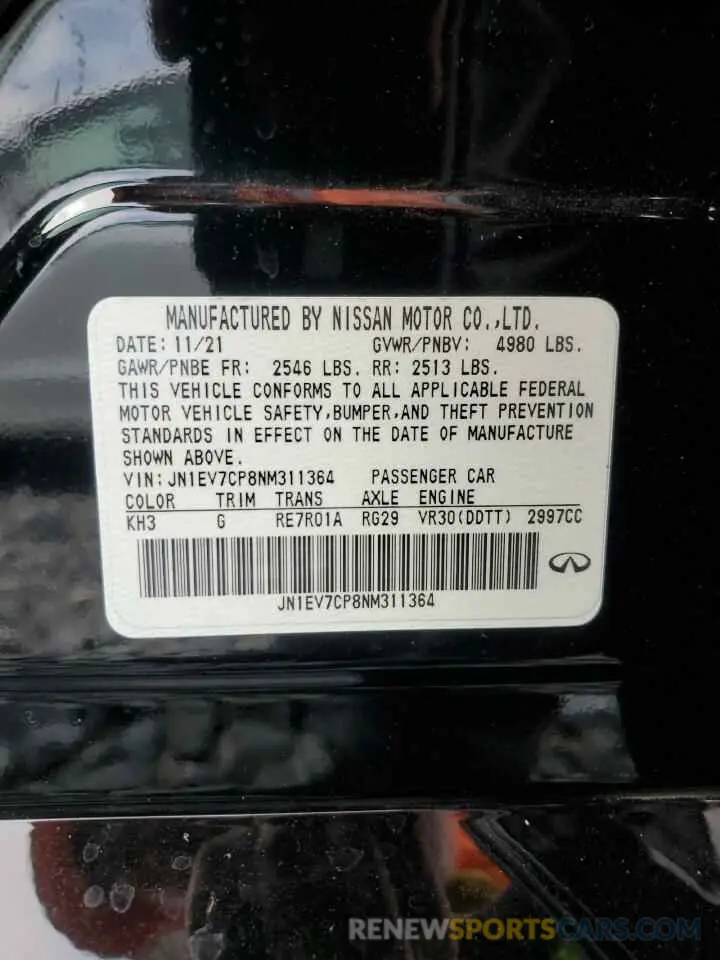 MANUFACTURED BY NISSAN MOTOR CO.,LTD.
DATE: 11/21 GVWR/PNBV: 4980 LBS.
GAWR/PNBE FR: 2546 LBS. RR: 2513 LBS.
THIS VEHICLE CONFORMS TO ALL APPLICABLE FEDERAL
MOTOR VEHICLE SAFETY,BUMPER,AND THEFT PREVENTION
STANDARDS IN EFFECT ON THE DATE OF MANUFACTURE
SHOWN ABOVE.
VIN: JN1EV7CP8NM311364 PASSENGER CAR
COLOR TRIM TRANS AXLE ENGINE
KH3 G RE7R01A RG29 VR30(DDTT) 2997CC
JN1EV7CP8NM311364
RENEWSPORTSCARS.COM